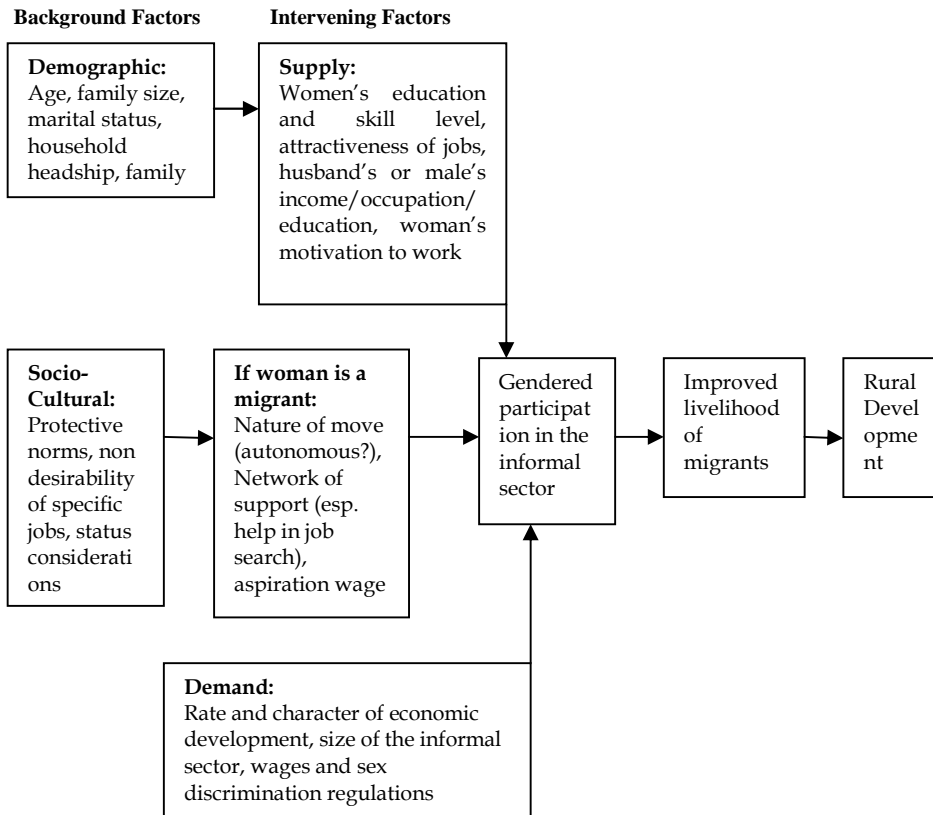 Background Factors
Intervening Factors
Demographic:
Age, family size,
marital status,
household
headship, family
Supply:
Women’s education
and skill level,
attractiveness of jobs,
husband’s or male’s
income/occupation/
education, woman’s
motivation to work
Socio-
Cultural:
Protective
norms, non
desirability
of specific
jobs, status
considerati
ons
If woman is a
migrant:
Nature of move
(autonomous?),
Network of
support (esp.
help in job
search),
aspiration wage
Gendered
participat
ion in the
informal
sector
Improved
livelihood
of
migrants
Rural
Devel
opme
nt
Demand:
Rate and character of economic
development, size of the informal
sector, wages and sex
discrimination regulations